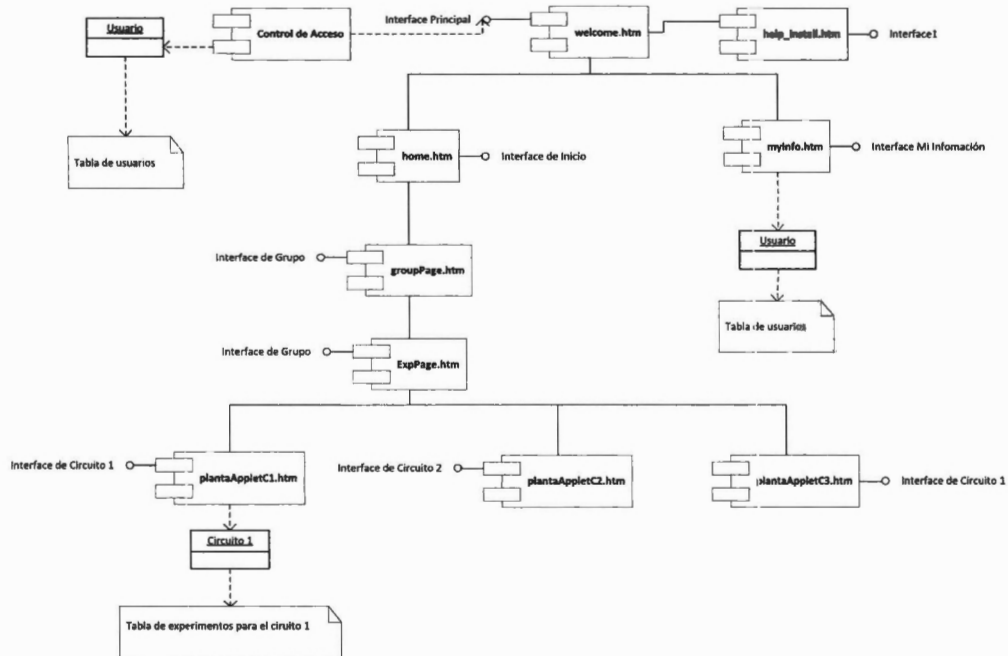 Usuario
Control de Acceso
Interface Principal
welcome.htm
help_install.htm
Interface1
Tabla de usuarios
home.htm
Interface de Inicio
myInfo.htm
Interface Mi Infomación
Interface de Grupo
groupPage.htm
Usuario
Tabla de usuarios
Interface de Grupo
ExpPage.htm
Interface de Circuito 1
plantaAppletC1.htm
Interface de Circuito 2
plantaAppletC2.htm
plantaAppletC3.htm
Interface de Circuito 1
Circuito 1
Tabla de experimentos para el ciruito 1